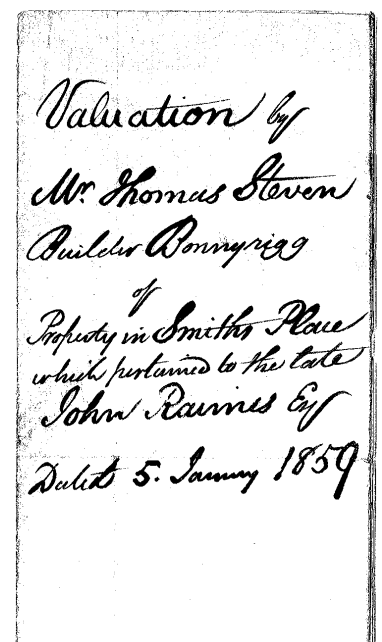 Valuation by
Mr. Thomas Steven
Builder Bonnyrigg
of
Property in Smiths Place
which pertained to the late
John Raimes Esq
Dated 5. January 1859